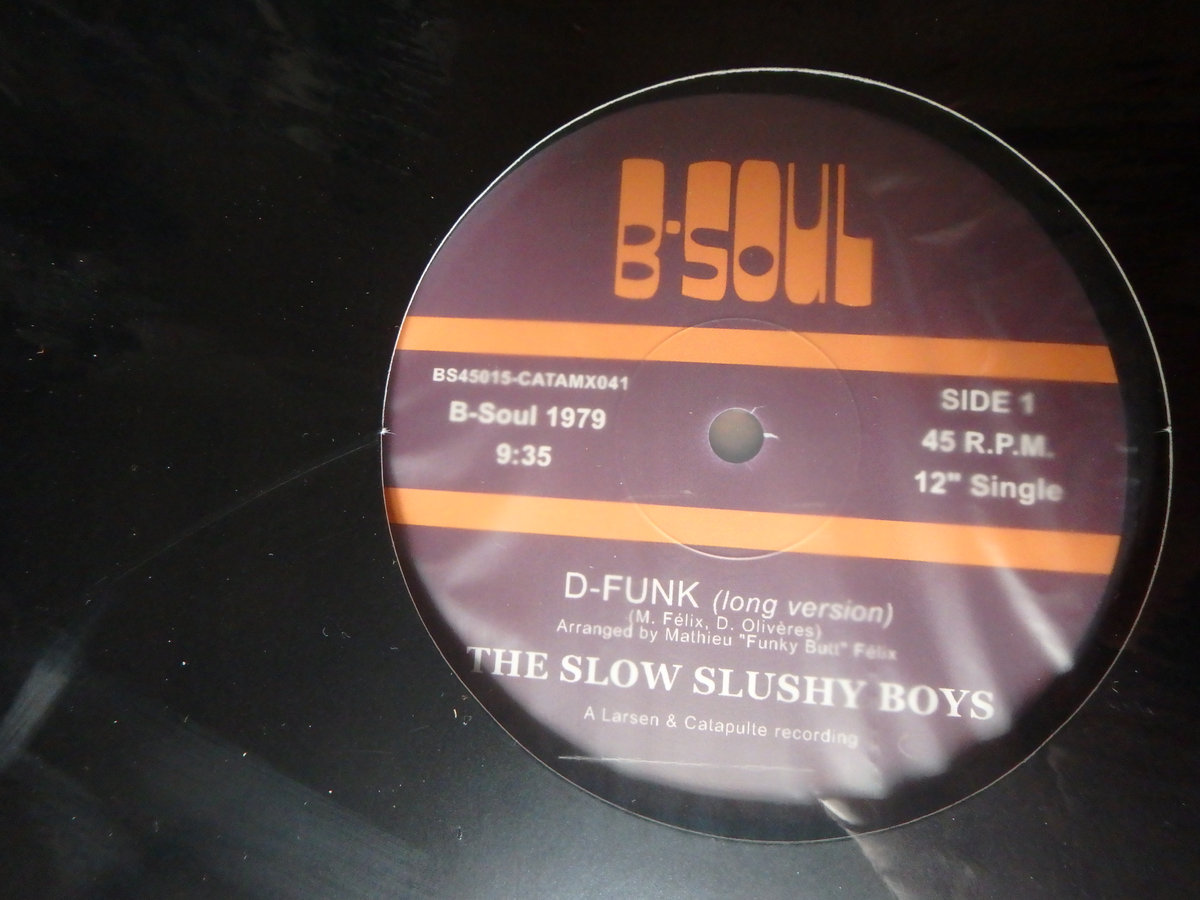 B-SOUL
BS45015-CATAMX041
B-Soul 1979
9:35
SIDE 1
45 R.P.M.
12" Single
D-FUNK (long version)
(M. Félix, D. Olivères)
Arranged by Mathieu "Funky Bull" Félix
THE SLOW SLUSHY BOYS
A Larsen & Catapulte recording